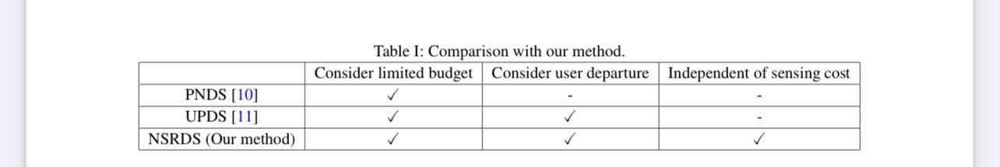 Table I: Comparison with our method.
Consider limited budget Consider user departure Independent of sensing cost
PNDS [10] ✓ - -
UPDS [11] ✓ ✓ -
NSRDS (Our method) ✓ ✓ ✓